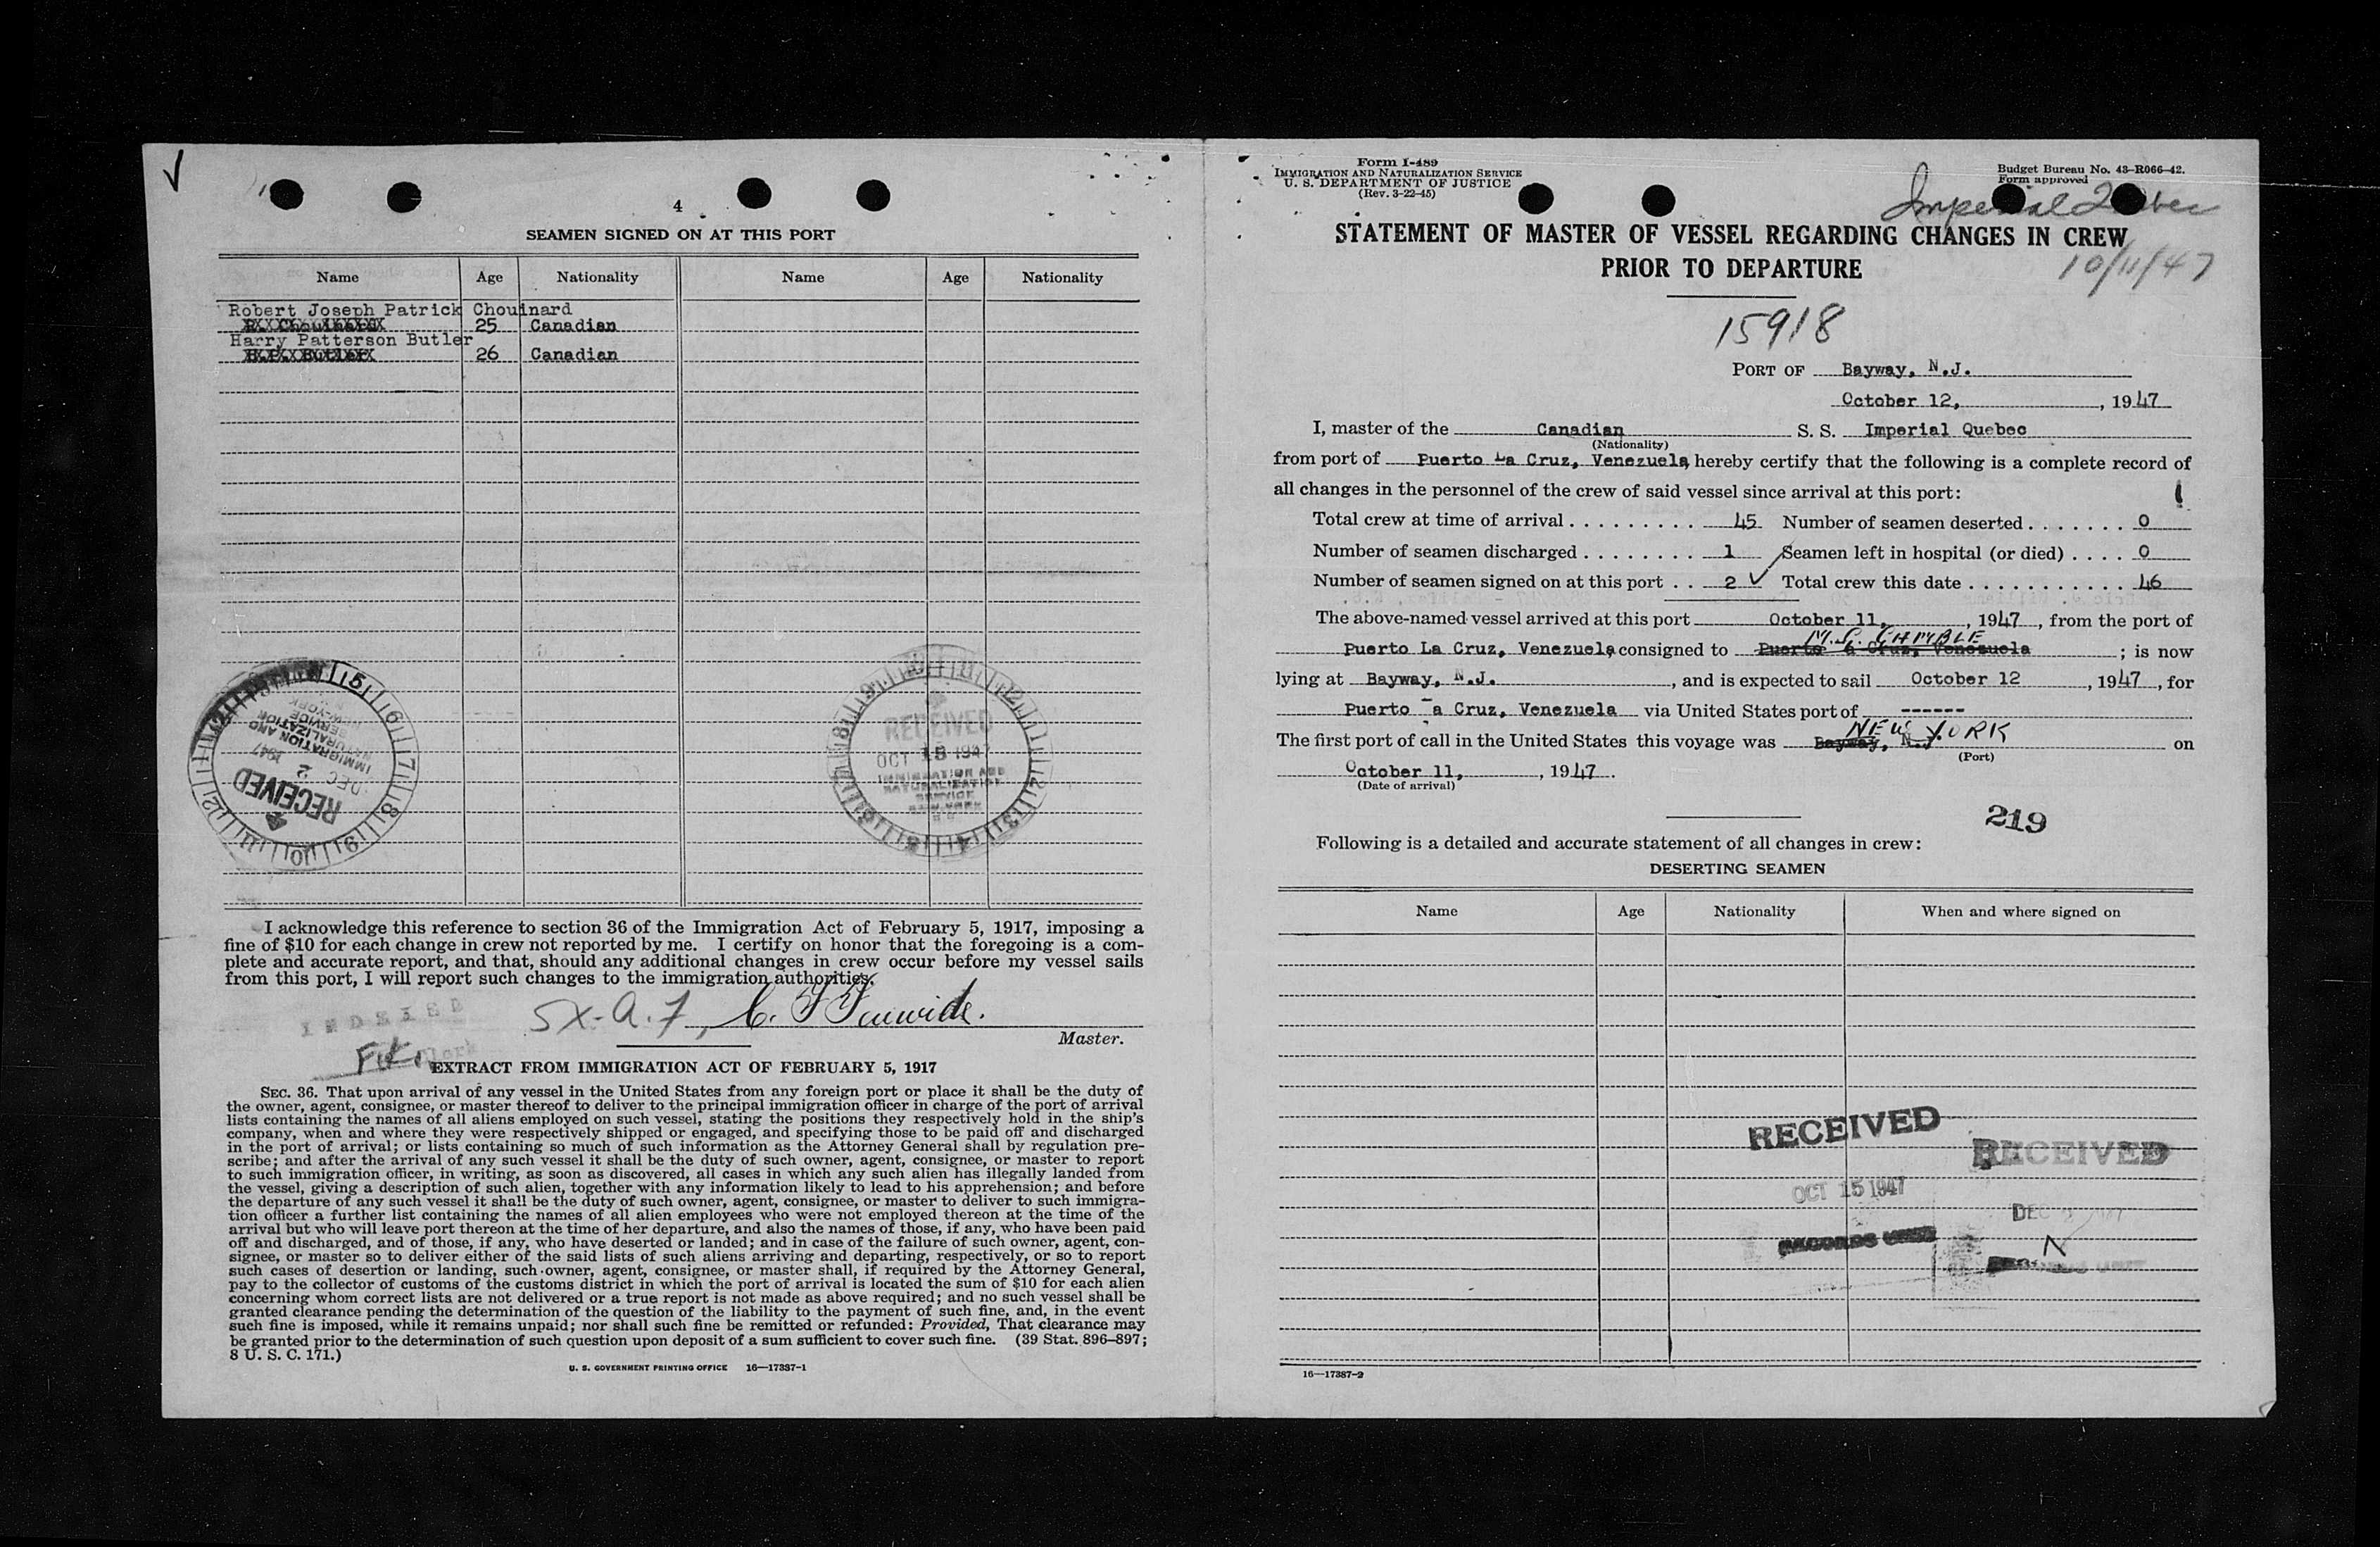 4
SEAMEN SIGNED ON AT THIS PORT
Name Age Nationality Name Age Nationality
Robert Joseph Patrick Chouinard
25 Canadian
Harry Patterson Butler
26 Canadian
RECEIVED
DEC 2 1947
IMMIGRATION AND
NATURALIZATION
SERVICE
NEW-YORK
RECEIVED
OCT 15 194
IMMIGRATION AND
NATURALIZATION
SERVICE
NEW-YORK
I acknowledge this reference to section 36 of the Immigration Act of February 5, 1917, imposing a
fine of $10 for each change in crew not reported by me. I certify on honor that the foregoing is a com-
plete and accurate report, and that, should any additional changes in crew occur before my vessel sails
from this port, I will report such changes to the immigration authorities.
INDEXED
Master.
EXTRACT FROM IMMIGRATION ACT OF FEBRUARY 5, 1917
SEC. 36. That upon arrival of any vessel in the United States from any foreign port or place it shall be the duty of
the owner, agent, consignee, or master thereof to deliver to the principal immigration officer in charge of the port of arrival
lists containing the names of all aliens employed on such vessel, stating the positions they respectively hold in the ship's
company, when and where they were respectively shipped or engaged, and specifying those to be paid off and discharged
in the port of arrival; or lists containing so much of such information as the Attorney General shall by regulation pre-
scribe; and after the arrival of any such vessel it shall be the duty of such owner, agent, consignee, or master to report
to such immigration officer, in writing, as soon as discovered, all cases in which any such alien has illegally landed from
the vessel, giving a description of such alien, together with any information likely to lead to his apprehension; and before
the departure of any such vessel it shall be the duty of such owner, agent, consignee, or master to deliver to such immigra-
tion officer a further list containing the names of all alien employees who were not employed thereon at the time of the
arrival but who will leave port thereon at the time of her departure, and also the names of those, if any, who have been paid
off and discharged, and of those, if any, who have deserted or landed; and in case of the failure of such owner, agent, con-
signee, or master so to deliver either of the said lists of such aliens arriving and departing, respectively, or so to report
such cases of desertion or landing, such owner, agent, consignee, or master shall, if required by the Attorney General,
pay to the collector of customs of the customs district in which the port of arrival is located the sum of $10 for each alien
concerning whom correct lists are not delivered or a true report is not made as above required; and no such vessel shall be
granted clearance pending the determination of the question of the liability to the payment of such fine, and, in the event
such fine is imposed, while it remains unpaid; nor shall such fine be remitted or refunded: Provided, That clearance may
be granted prior to the determination of such question upon deposit of a sum sufficient to cover such fine. (39 Stat. 896–897;
8 U. S. C. 171.)
U. S. GOVERNMENT PRINTING OFFICE 16—17387-1
Form I-489
IMMIGRATION AND NATURALIZATION SERVICE
U. S. DEPARTMENT OF JUSTICE
(Rev. 3-22-45)
Budget Bureau No. 43-R066-42.
Form approved
Imperial Quebec
STATEMENT OF MASTER OF VESSEL REGARDING CHANGES IN CREW
PRIOR TO DEPARTURE
10/11/47
15918
PORT OF Bayway, N.J.
October 12, , 1947
I, master of the Canadian S. S. Imperial Quebec
(Nationality)
from port of Puerto La Cruz, Venezuela, hereby certify that the following is a complete record of
all changes in the personnel of the crew of said vessel since arrival at this port:
Total crew at time of arrival . . . . . . . . . . 45 Number of seamen deserted . . . . . . . 0
Number of seamen discharged . . . . . . . . 1 Seamen left in hospital (or died) . . . . 0
Number of seamen signed on at this port . . 2 ✓ Total crew this date . . . . . . . . . . . . 46
The above-named vessel arrived at this port October 11, , 1947 , from the port of
M.S. GAMBLE
Puerto La Cruz, Venezuela consigned to Puerto a Cruz, Venezuela ; is now
lying at Bayway, N.J. , and is expected to sail October 12 , 1947 , for
Puerto a Cruz, Venezuela via United States port of ------
NEW YORK
The first port of call in the United States this voyage was Bayway, N.J. on
(Port)
October 11, , 1947 .
(Date of arrival)
219
Following is a detailed and accurate statement of all changes in crew:
DESERTING SEAMEN
Name Age Nationality When and where signed on
RECEIVED
RECEIVED
OCT 15 1947
DEC
RECORDS UNIT
RECORDS UNIT
16—17387-2